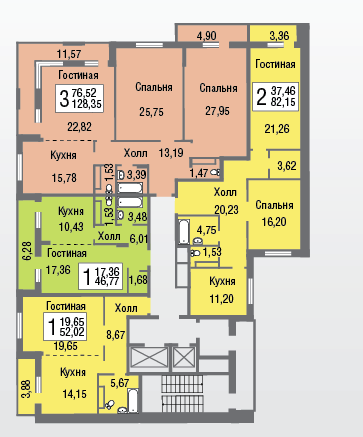 4,90
3,36
11,57
Гостиная
3 76,52
128,35
22,82
Спальня
25,75
Спальня
27,95
Гостиная
2 37,46
82,15
21,26
Холл
13,19
Кухня
15,78
1,53
3,39
1,47
3,62
Кухня
10,43
1,53
3,48
Холл
6,01
Холл
20,23
Спальня
16,20
6,28
Гостиная
17,36
1 17,36
46,77
1,68
4,75
1,53
Кухня
11,20
Гостиная
1 19,65
52,02
19,65
Холл
8,67
3,88
Кухня
14,15
5,67